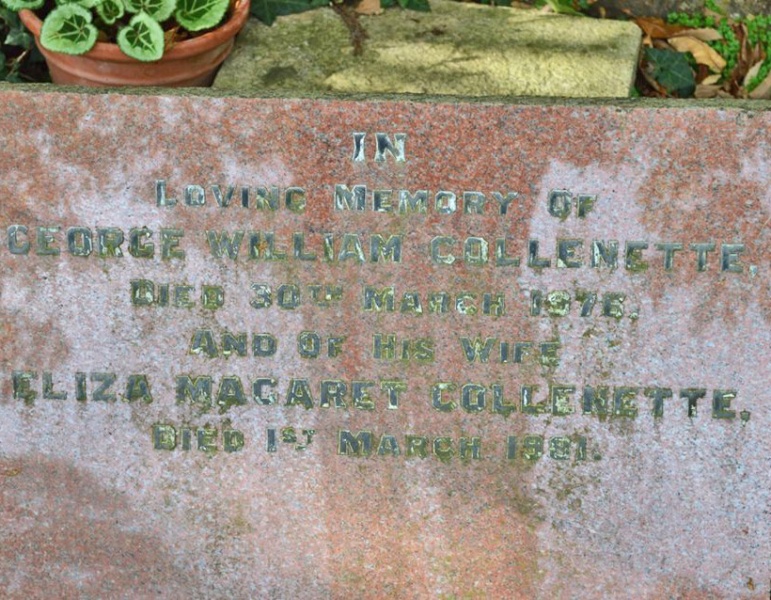 IN
LOVING MEMORY OF
GEORGE WILLIAM COLLENETTE,
DIED 30TH MARCH 1976.
AND OF HIS WIFE
ELIZA MAGARET COLLENETTE,
DIED 1ST MARCH 1981.